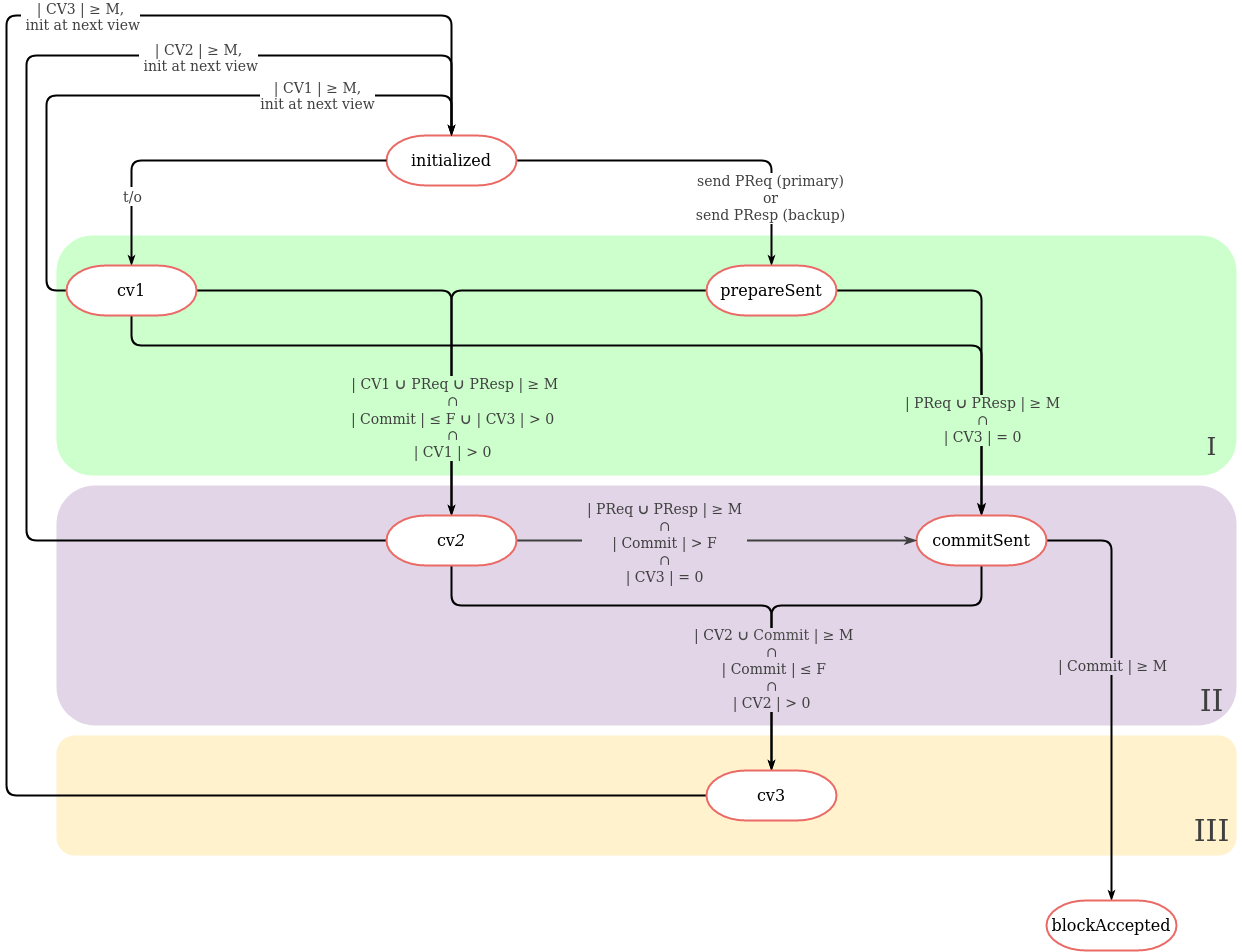 | CV3 | ≥ M,
init at next view
| CV2 | ≥ M,
init at next view
| CV1 | ≥ M,
init at next view
initialized
t/o
send PReq (primary)
or
send PResp (backup)
cv1
prepareSent
| CV1 ∪ PReq ∪ PResp | ≥ M
∩
| Commit | ≤ F ∪ | CV3 | > 0
∩
| CV1 | > 0
| PReq ∪ PResp | ≥ M
∩
| CV3 | = 0
I
cv2
| PReq ∪ PResp | ≥ M
∩
| Commit | > F
∩
| CV3 | = 0
commitSent
| CV2 ∪ Commit | ≥ M
∩
| Commit | ≤ F
∩
| CV2 | > 0
| Commit | ≥ M
II
cv3
III
blockAccepted